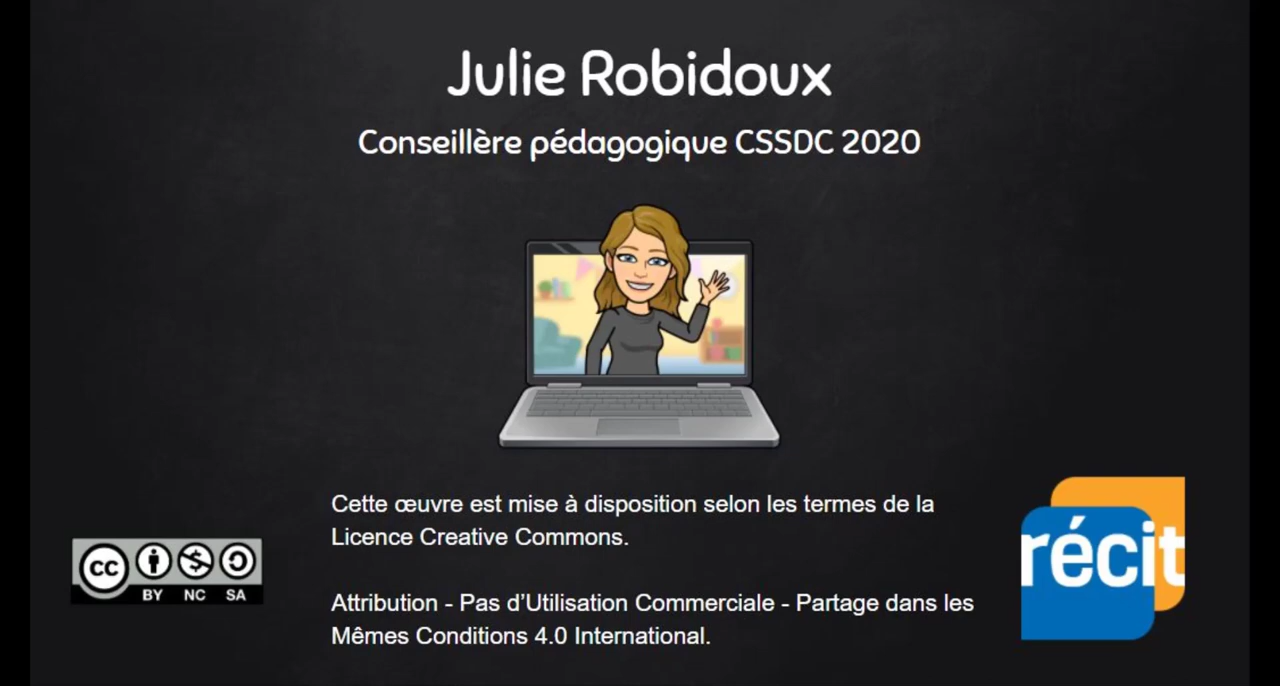 Julie Robidoux
Conseillère pédagogique CSSDC 2020
Cette œuvre est mise à disposition selon les termes de la
Licence Creative Commons.
récit
cc
BY NC SA
Attribution - Pas d'Utilisation Commerciale - Partage dans les
Mêmes Conditions 4.0 International.